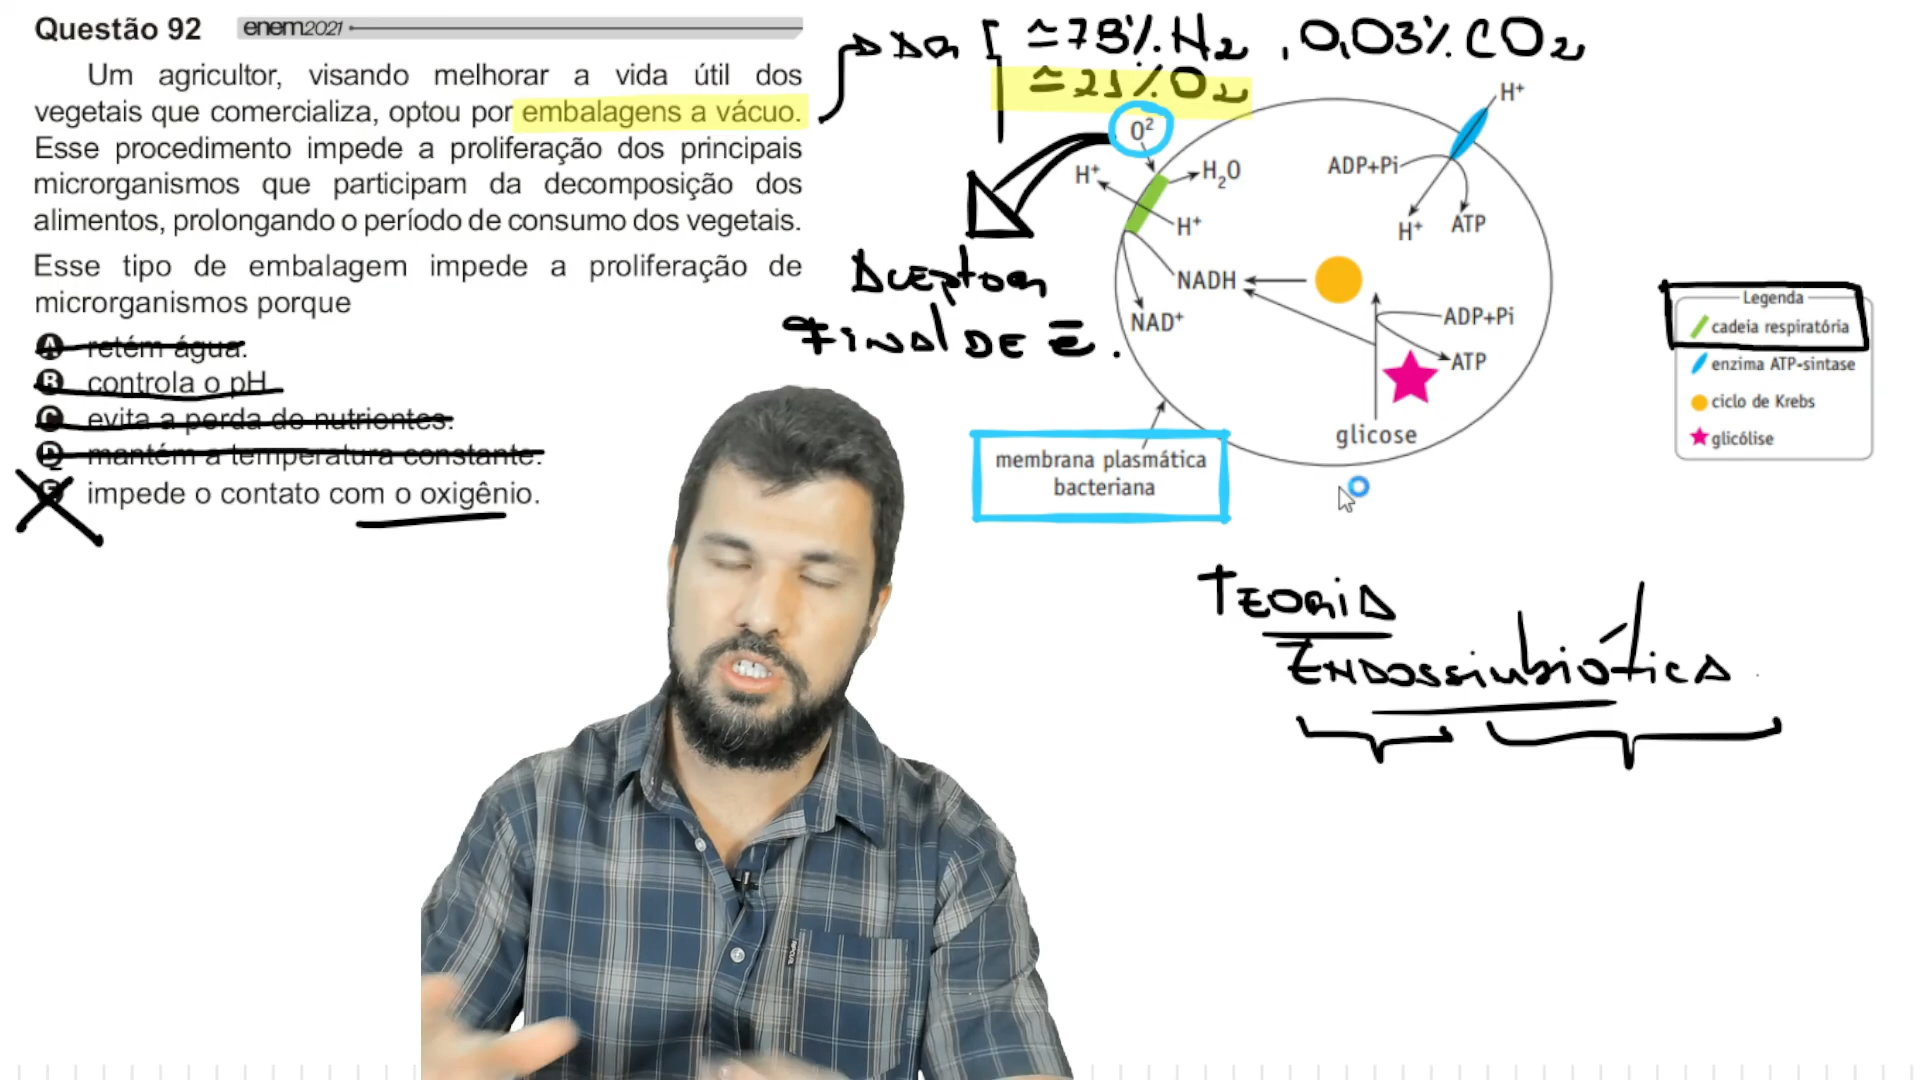 Questão 92 enem2021
Um agricultor, visando melhorar a vida útil dos
vegetais que comercializa, optou por embalagens a vácuo.
Esse procedimento impede a proliferação dos principais
microrganismos que participam da decomposição dos
alimentos, prolongando o período de consumo dos vegetais.
Esse tipo de embalagem impede a proliferação de
microrganismos porque
A retém água.
B controla o pH
C evita a perda de nutrientes.
D mantém a temperatura constante.
E impede o contato com o oxigênio.
Ar ≃78% N2, 0,03% CO2
≃21% O2
O²
H⁺
H₂O
H⁺
NADH
NAD⁺
Aceptor
Final de ē.
H⁺
ADP+Pi
H⁺
ATP
ADP+Pi
ATP
glicose
membrana plasmática
bacteriana
Legenda
cadeia respiratória
enzima ATP-sintase
ciclo de Krebs
glicólise
Teoria
Endossimbiótica